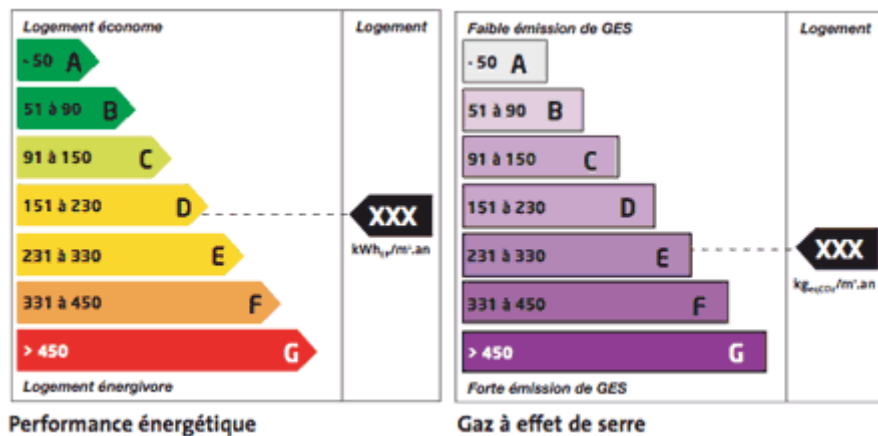 Logement économe
Logement
- 50 A
51 à 90 B
91 à 150 C
151 à 230 D
XXX
kWhEP/m².an
231 à 330 E
331 à 450 F
> 450 G
Logement énergivore
Performance énergétique
Faible émission de GES
Logement
- 50 A
51 à 90 B
91 à 150 C
151 à 230 D
231 à 330 E
XXX
kgeqCO2/m².an
331 à 450 F
> 450 G
Forte émission de GES
Gaz à effet de serre